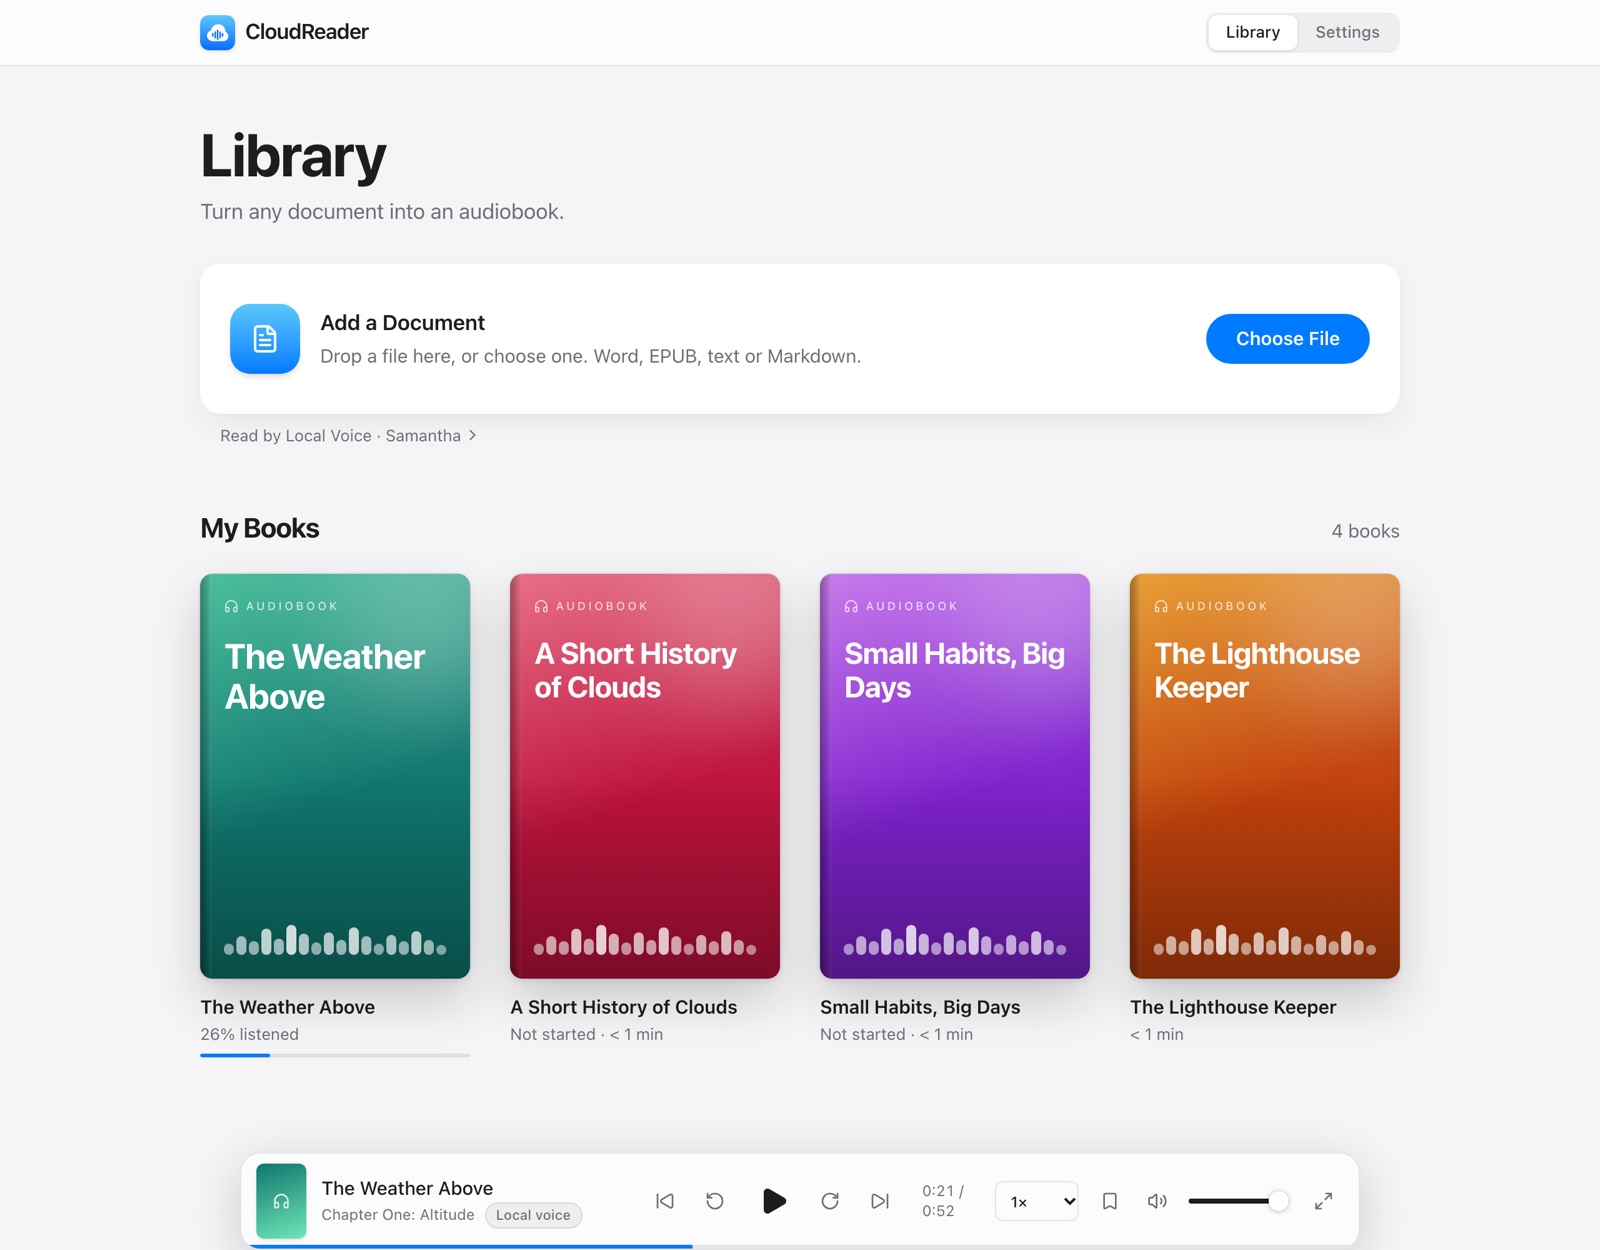 CloudReader
Library
Settings
Library
Turn any document into an audiobook.
Add a Document
Drop a file here, or choose one. Word, EPUB, text or Markdown.
Choose File
Read by Local Voice · Samantha
My Books
4 books
AUDIOBOOK
The Weather
Above
The Weather Above
26% listened
AUDIOBOOK
A Short History
of Clouds
A Short History of Clouds
Not started · < 1 min
AUDIOBOOK
Small Habits, Big
Days
Small Habits, Big Days
Not started · < 1 min
AUDIOBOOK
The Lighthouse
Keeper
The Lighthouse Keeper
< 1 min
The Weather Above
Chapter One: Altitude
Local voice
0:21 /
0:52
1×